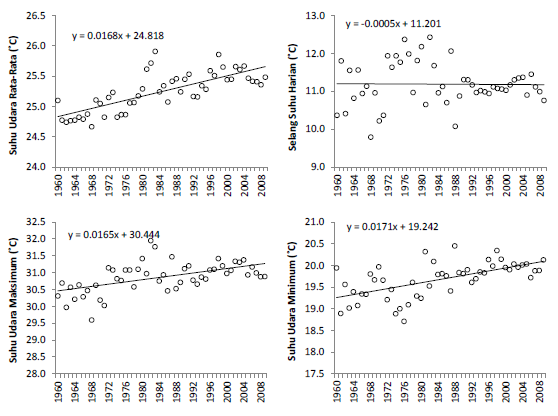 Suhu Udara Rata-Rata (˚C)
26.5
26.0
25.5
25.0
24.5
24.0
y = 0.0168x + 24.818
1960 1964 1968 1972 1976 1980 1984 1988 1992 1996 2000 2004 2008
Selang Suhu Harian (˚C)
13.0
12.0
11.0
10.0
9.0
y = -0.0005x + 11.201
1960 1964 1968 1972 1976 1980 1984 1988 1992 1996 2000 2004 2008
Suhu Udara Maksimum (˚C)
32.5
32.0
31.5
31.0
30.5
30.0
29.5
29.0
28.5
28.0
y = 0.0165x + 30.444
1960 1964 1968 1972 1976 1980 1984 1988 1992 1996 2000 2004 2008
Suhu Udara Minimum (˚C)
21.0
20.5
20.0
19.5
19.0
18.5
18.0
17.5
y = 0.0171x + 19.242
1960 1964 1968 1972 1976 1980 1984 1988 1992 1996 2000 2004 2008